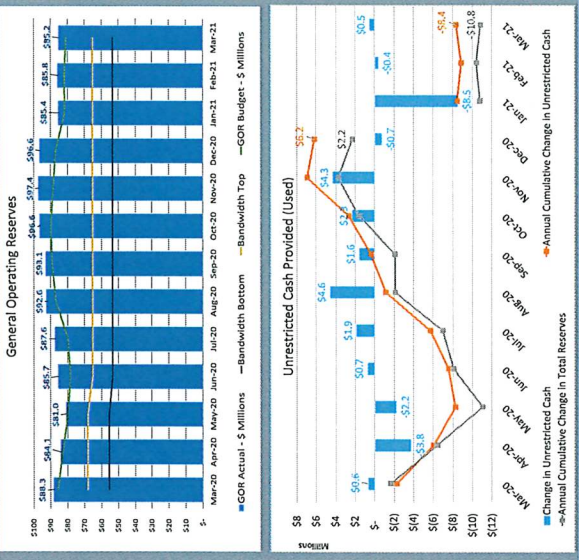 General Operating Reserves
$100
$90
$80
$70
$60
$50
$40
$30
$20
$10
$-
$88.3
$84.1
$81.0
$85.7
$87.6
$92.6
$93.1
$96.6
$97.4
$96.6
$85.4
$85.8
$85.2
Mar-20
Apr-20
May-20
Jun-20
Jul-20
Aug-20
Sep-20
Oct-20
Nov-20
Dec-20
Jan-21
Feb-21
Mar-21
GOR Actual - $ Millions
Bandwidth Bottom
Bandwidth Top
GOR Budget - $ Millions
Unrestricted Cash Provided (Used)
Millions
$8
$6
$4
$2
$-
$(2)
$(4)
$(6)
$(8)
$(10)
$(12)
$0.6
$3.8
-$2.2
$0.7
$1.9
$4.6
$1.6
$4.3
$6.2
$2.2
-$0.7
-$8.5
-$0.4
$0.5
-$8.4
-$10.8
Mar-20
Apr-20
May-20
Jun-20
Jul-20
Aug-20
Sep-20
Oct-20
Nov-20
Dec-20
Jan-21
Feb-21
Mar-21
Change in Unrestricted Cash
Annual Cumulative Change in Unrestricted Cash
Annual Cumulative Change in Total Reserves